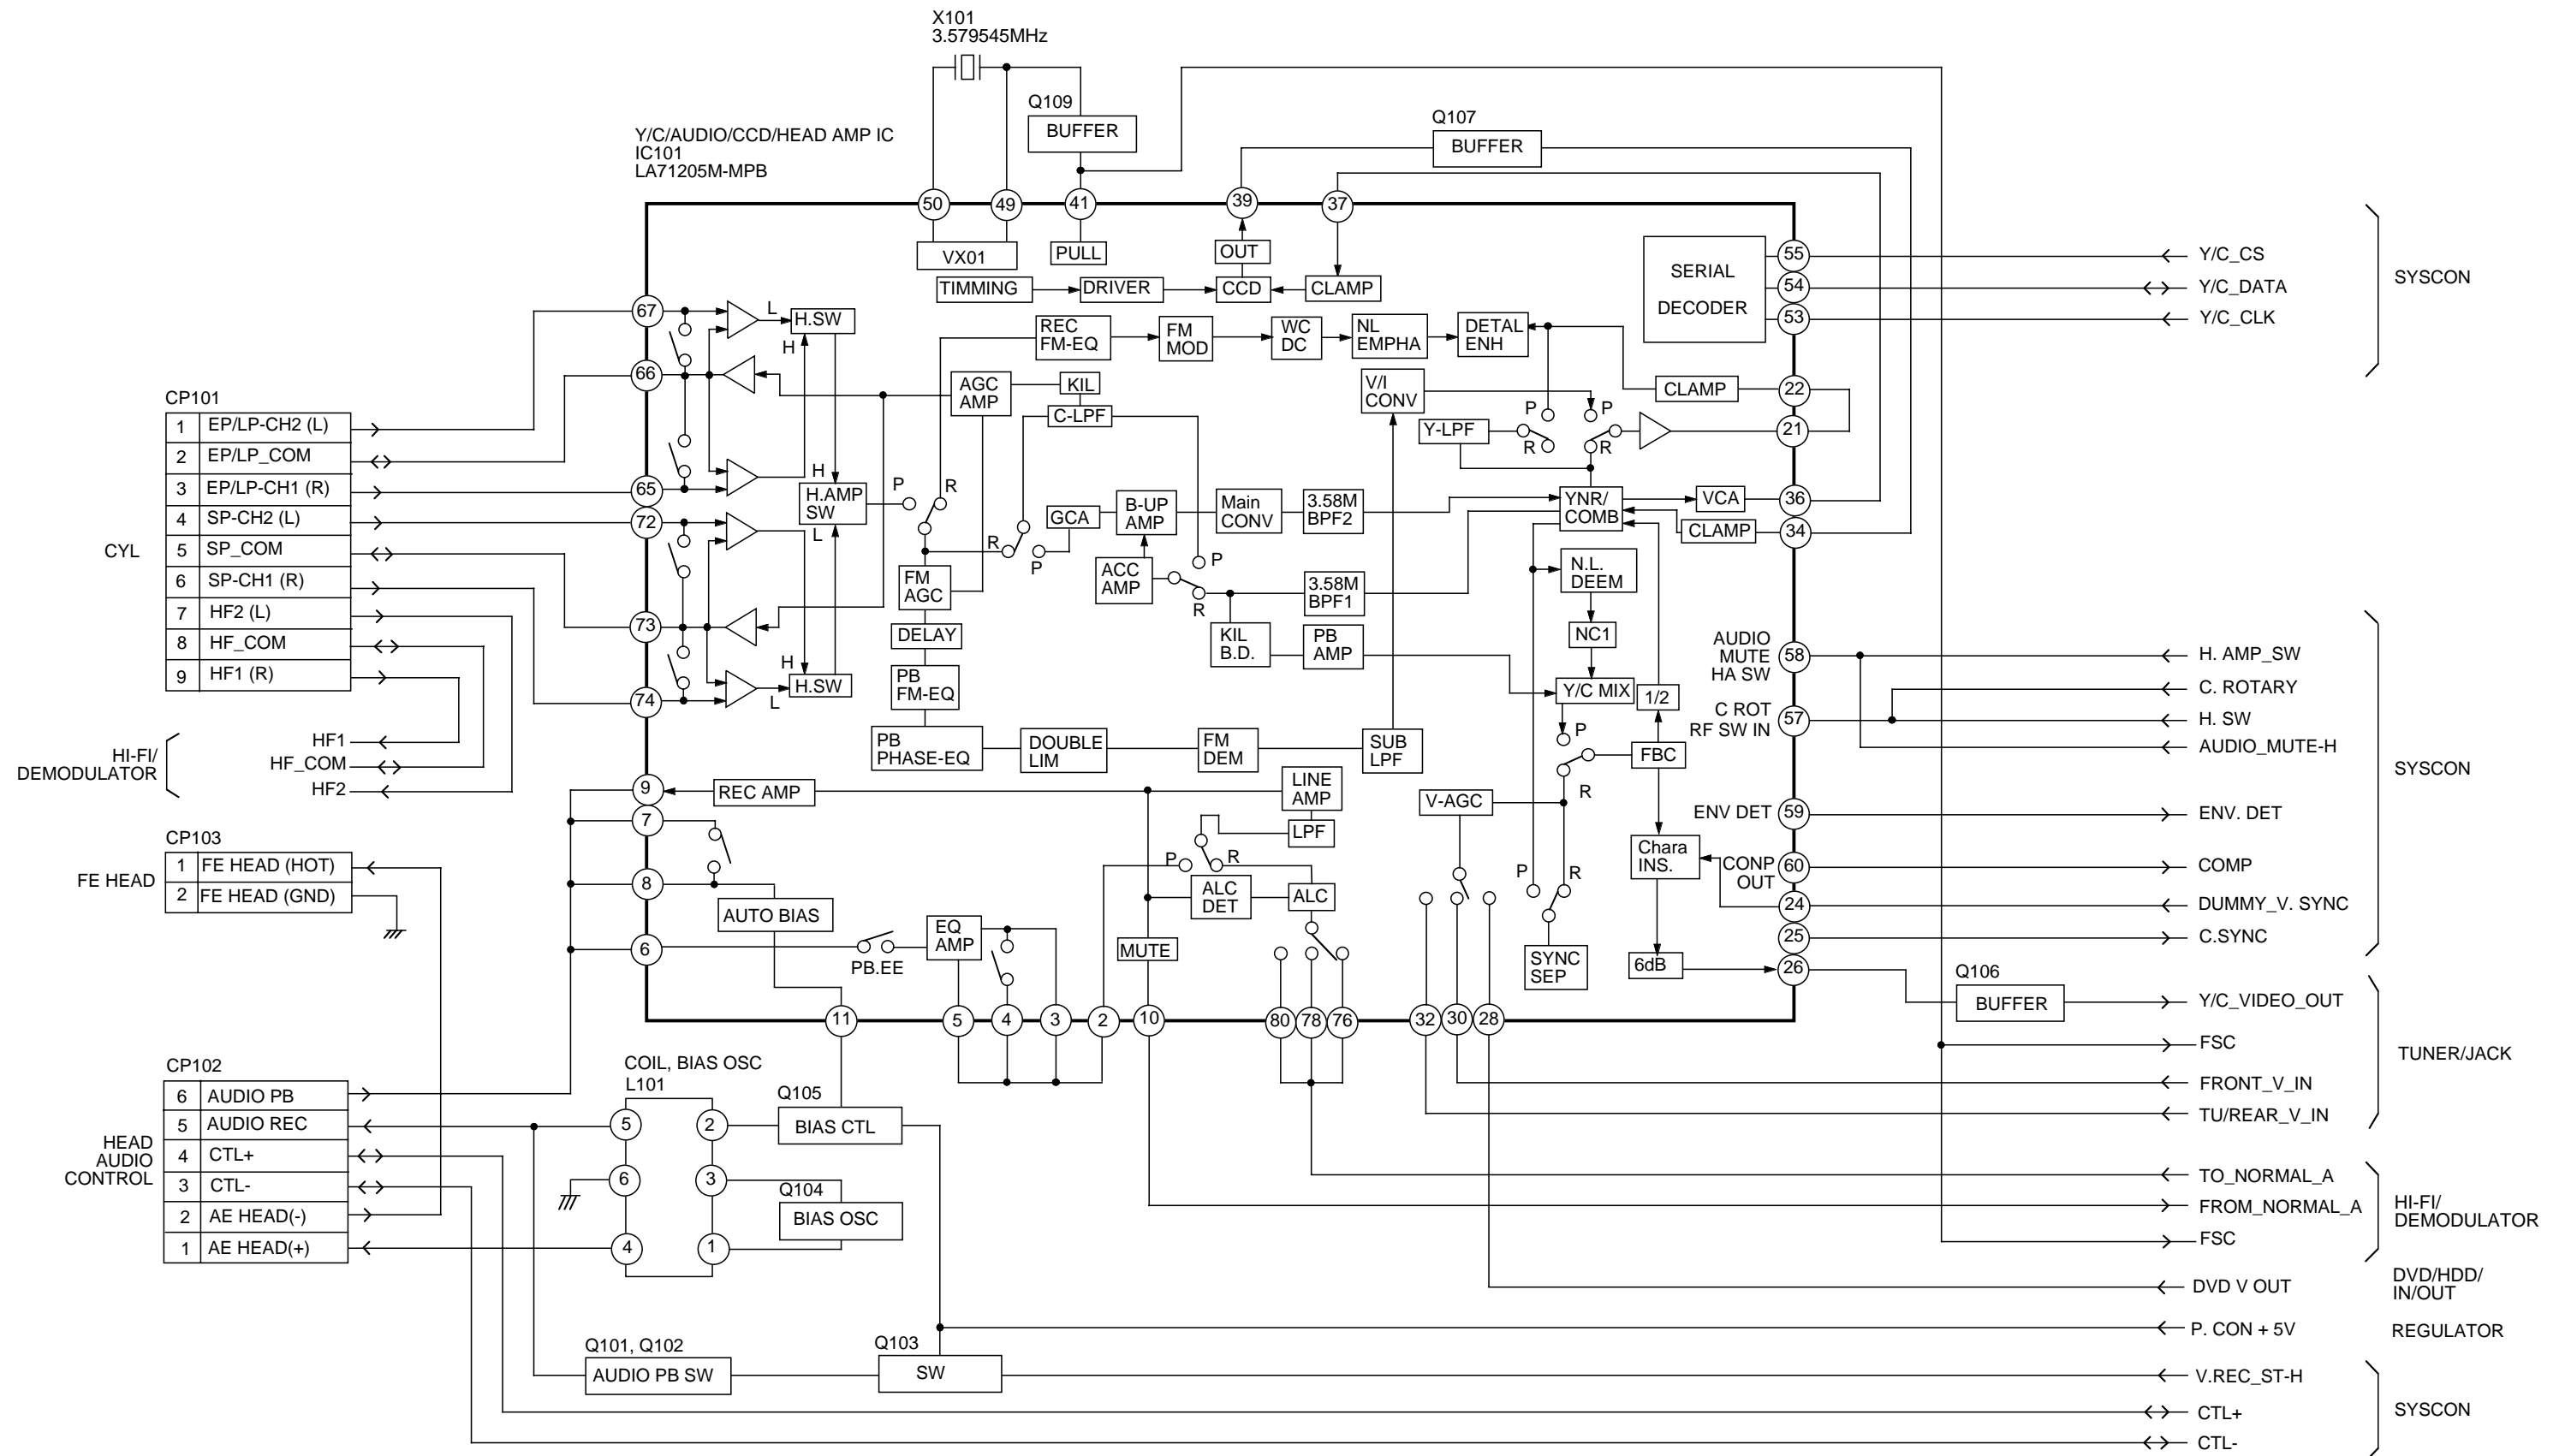 X101
3.579545MHz
Q109
BUFFER
Q107
BUFFER
Y/C/AUDIO/CCD/HEAD AMP IC
IC101
LA71205M-MPB
50
49
41
39
37
VX01
PULL
OUT
TIMMING
DRIVER
CCD
CLAMP
SERIAL
DECODER
55
54
53
Y/C_CS
Y/C_DATA
Y/C_CLK
SYSCON
67
66
65
72
73
74
L
H.SW
H
H
H.AMP
SW
L
H
H.SW
L
P
R
REC
FM-EQ
FM
MOD
WC
DC
NL
EMPHA
DETAL
ENH
AGC
AMP
KIL
C-LPF
V/I
CONV
CLAMP
22
21
Y-LPF
P
R
P
R
GCA
B-UP
AMP
Main
CONV
3.58M
BPF2
YNR/
COMB
VCA
36
CLAMP
34
R
P
FM
AGC
ACC
AMP
P
R
3.58M
BPF1
N.L.
DEEM
DELAY
KIL
B.D.
PB
AMP
NC1
PB
FM-EQ
Y/C MIX
1/2
PB
PHASE-EQ
DOUBLE
LIM
FM
DEM
SUB
LPF
P
R
FBC
AUDIO
MUTE
HA SW
58
C ROT
RF SW IN
57
ENV DET
59
CONP
OUT
60
24
25
26
H. AMP_SW
C. ROTARY
H. SW
AUDIO_MUTE-H
ENV. DET
COMP
DUMMY_V. SYNC
C.SYNC
SYSCON
CP101
CYL
1 EP/LP-CH2 (L)
2 EP/LP_COM
3 EP/LP-CH1 (R)
4 SP-CH2 (L)
5 SP_COM
6 SP-CH1 (R)
7 HF2 (L)
8 HF_COM
9 HF1 (R)
HI-FI/
DEMODULATOR
HF1
HF_COM
HF2
CP103
FE HEAD
1 FE HEAD (HOT)
2 FE HEAD (GND)
9
7
8
6
REC AMP
LINE
AMP
LPF
V-AGC
Chara
INS.
P
R
ALC
DET
ALC
AUTO BIAS
EQ
AMP
PB.EE
MUTE
P
R
SYNC
SEP
6dB
11
5
4
3
2
10
80
78
76
32
30
28
Q106
BUFFER
Y/C_VIDEO_OUT
FSC
FRONT_V_IN
TU/REAR_V_IN
TUNER/JACK
CP102
HEAD
AUDIO
CONTROL
6 AUDIO PB
5 AUDIO REC
4 CTL+
3 CTL-
2 AE HEAD(-)
1 AE HEAD(+)
COIL, BIAS OSC
L101
5
6
4
2
3
1
Q105
BIAS CTL
Q104
BIAS OSC
TO_NORMAL_A
FROM_NORMAL_A
FSC
HI-FI/
DEMODULATOR
DVD V OUT
DVD/HDD/
IN/OUT
P. CON + 5V
REGULATOR
Q101, Q102
AUDIO PB SW
Q103
SW
V.REC_ST-H
CTL+
CTL-
SYSCON